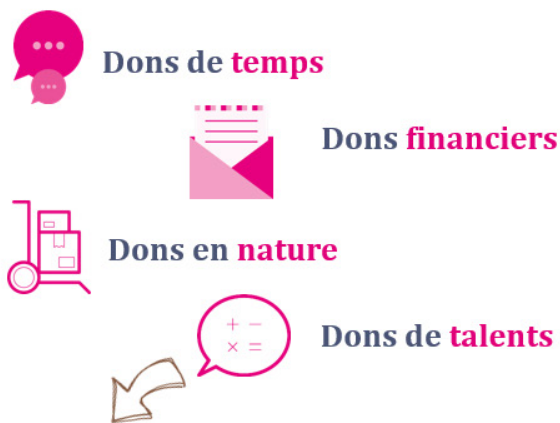 Dons de temps
Dons financiers
Dons en nature
+ −
× =
Dons de talents